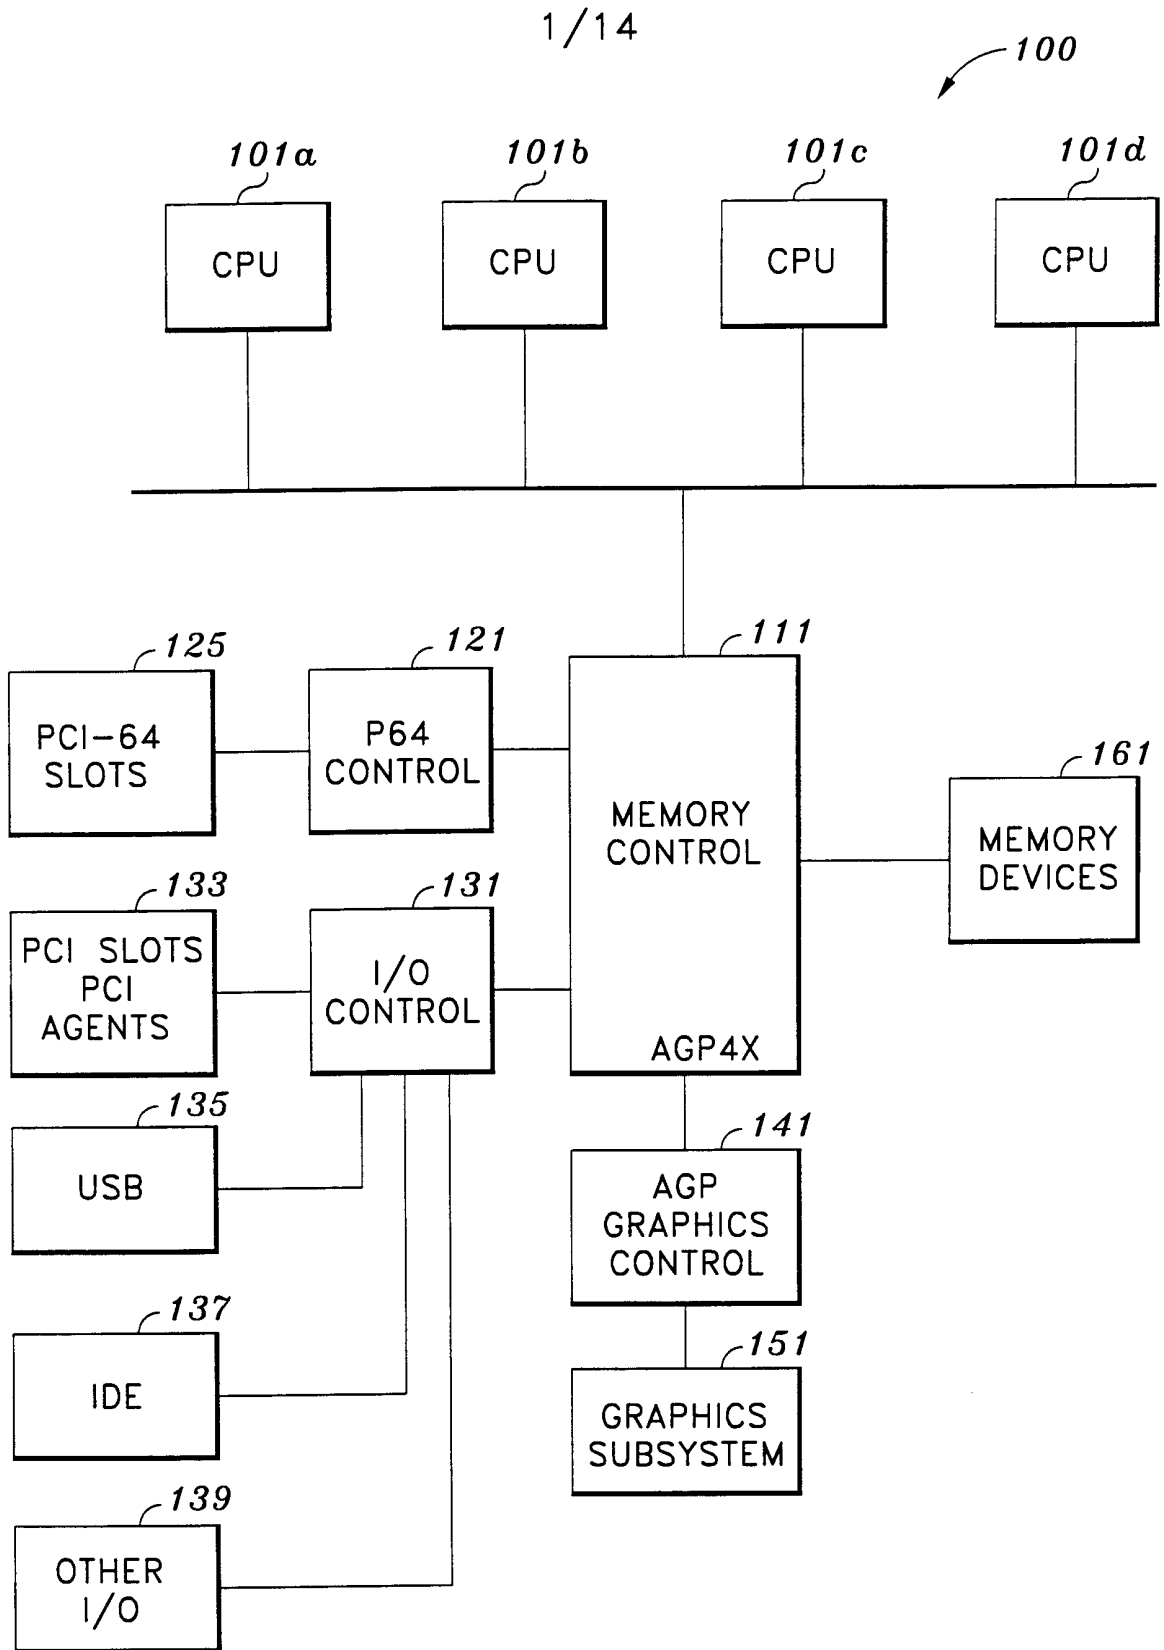 1/14
100
101a
101b
101c
101d
CPU
CPU
CPU
CPU
125
121
111
PCI-64
SLOTS
P64
CONTROL
MEMORY
CONTROL
AGP4X
161
MEMORY
DEVICES
133
131
PCI SLOTS
PCI
AGENTS
I/O
CONTROL
135
USB
141
AGP
GRAPHICS
CONTROL
137
IDE
151
GRAPHICS
SUBSYSTEM
139
OTHER
I/O